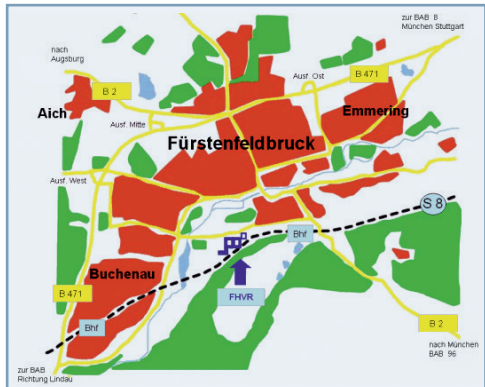 zur BAB 8
München Stuttgart
nach
Augsburg
B 471
Ausf. Ost
B 2
Aich
Emmering
Ausf. Mitte
Fürstenfeldbruck
Ausf. West
S 8
Bhf
Buchenau
FHVR
B 471
B 2
Bhf
nach München
BAB 96
zur BAB
Richtung Lindau